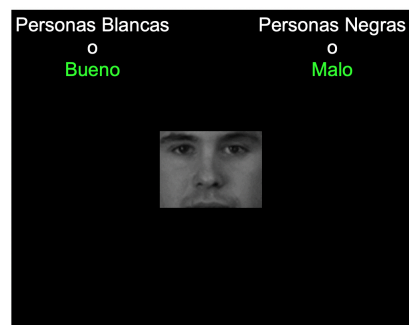 Personas Blancas
o
Bueno
Personas Negras
o
Malo